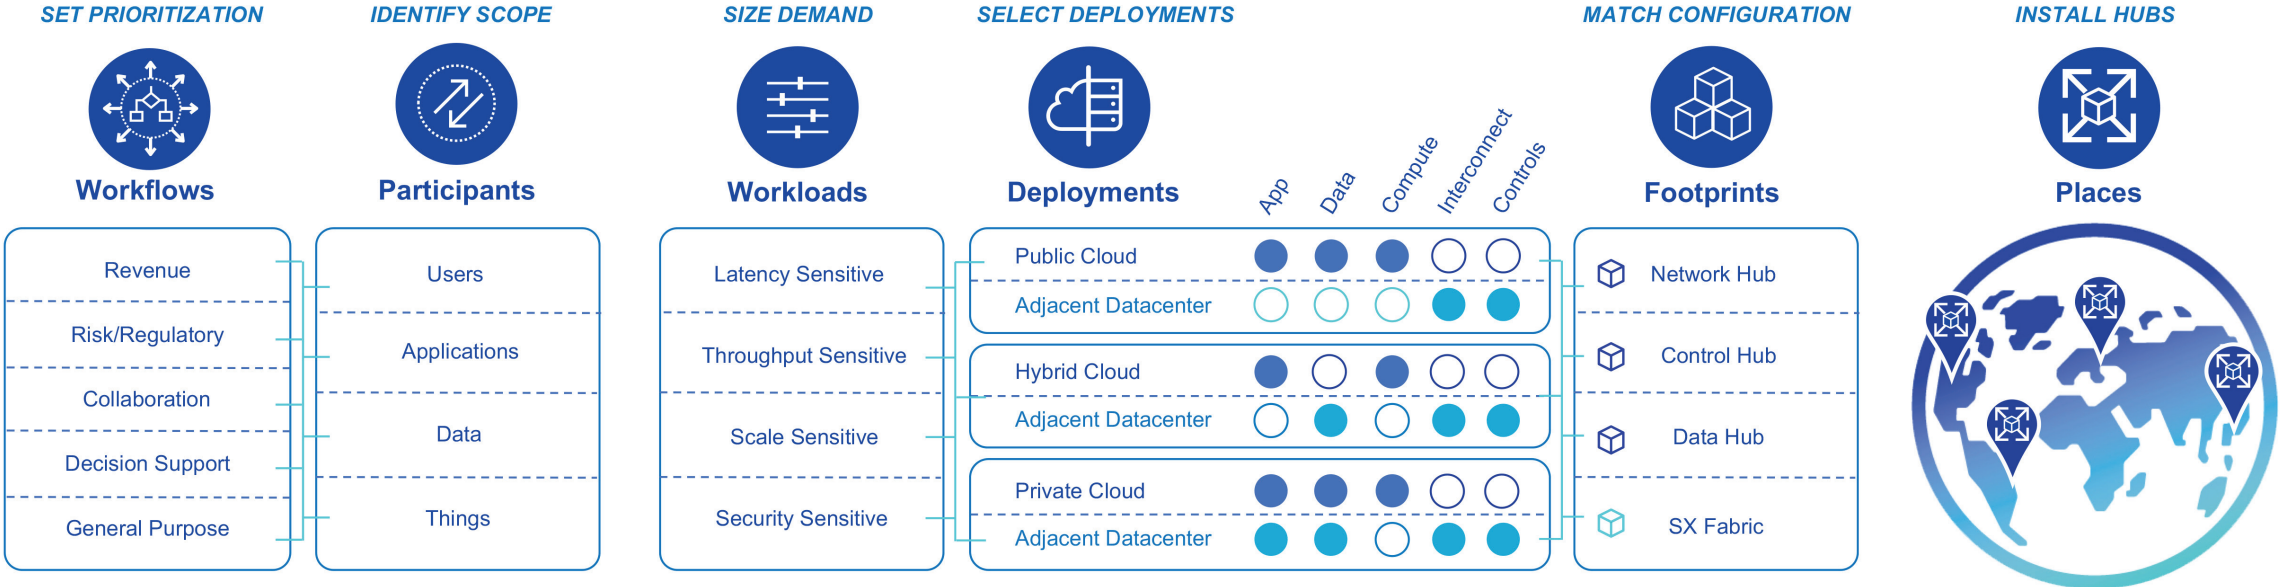 SET PRIORITIZATION
IDENTIFY SCOPE
SIZE DEMAND
SELECT DEPLOYMENTS
MATCH CONFIGURATION
INSTALL HUBS
Workflows
Participants
Workloads
Deployments
App
Data
Compute
Interconnect
Controls
Footprints
Places
Revenue
Risk/Regulatory
Collaboration
Decision Support
General Purpose
Users
Applications
Data
Things
Latency Sensitive
Throughput Sensitive
Scale Sensitive
Security Sensitive
Public Cloud
Adjacent Datacenter
Hybrid Cloud
Adjacent Datacenter
Private Cloud
Adjacent Datacenter
Network Hub
Control Hub
Data Hub
SX Fabric